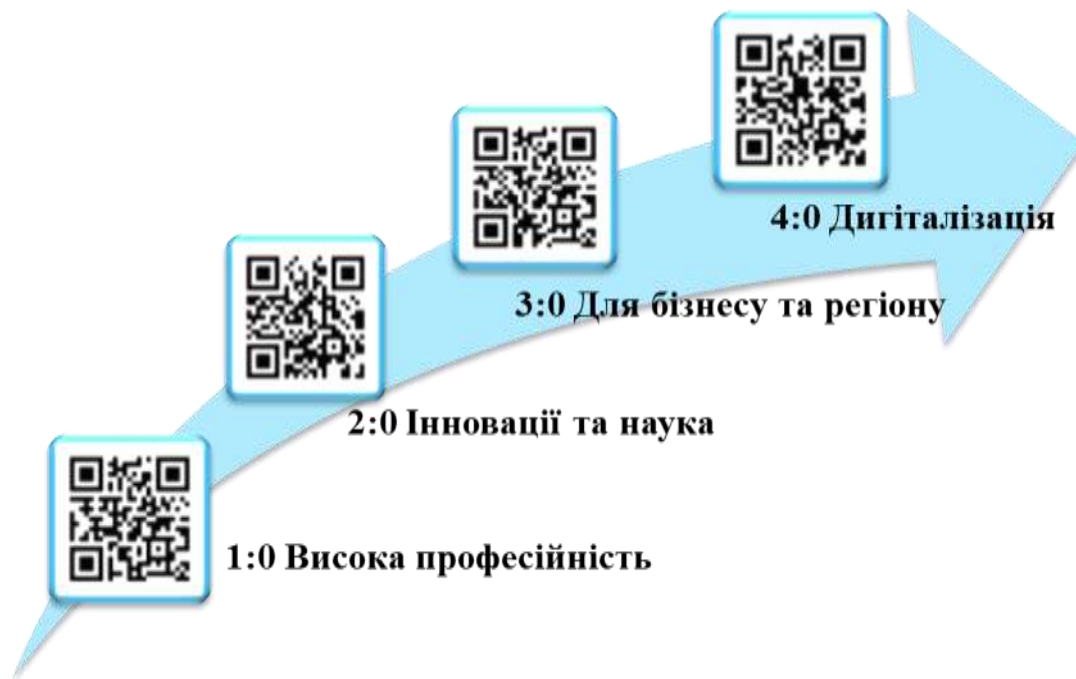 4:0 Дигіталізація
3:0 Для бізнесу та регіону
2:0 Інновації та наука
1:0 Висока професійність